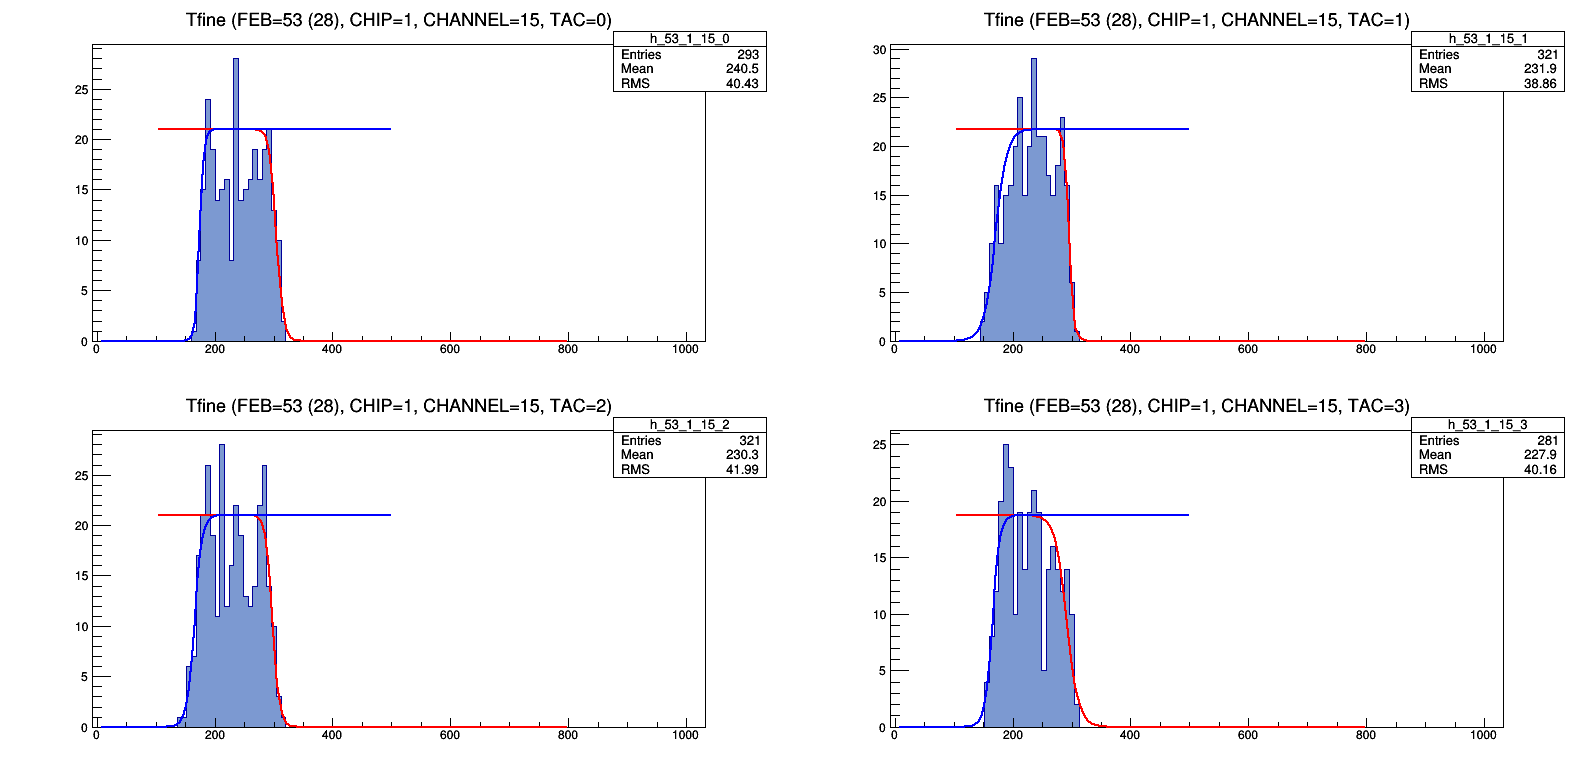 Tfine (FEB=53 (28), CHIP=1, CHANNEL=15, TAC=0)
h_53_1_15_0
Entries 293
Mean 240.5
RMS 40.43
25
20
15
10
5
0
0 200 400 600 800 1000
Tfine (FEB=53 (28), CHIP=1, CHANNEL=15, TAC=1)
h_53_1_15_1
Entries 321
Mean 231.9
RMS 38.86
30
25
20
15
10
5
0
0 200 400 600 800 1000
Tfine (FEB=53 (28), CHIP=1, CHANNEL=15, TAC=2)
h_53_1_15_2
Entries 321
Mean 230.3
RMS 41.99
25
20
15
10
5
0
0 200 400 600 800 1000
Tfine (FEB=53 (28), CHIP=1, CHANNEL=15, TAC=3)
h_53_1_15_3
Entries 281
Mean 227.9
RMS 40.16
25
20
15
10
5
0
0 200 400 600 800 1000